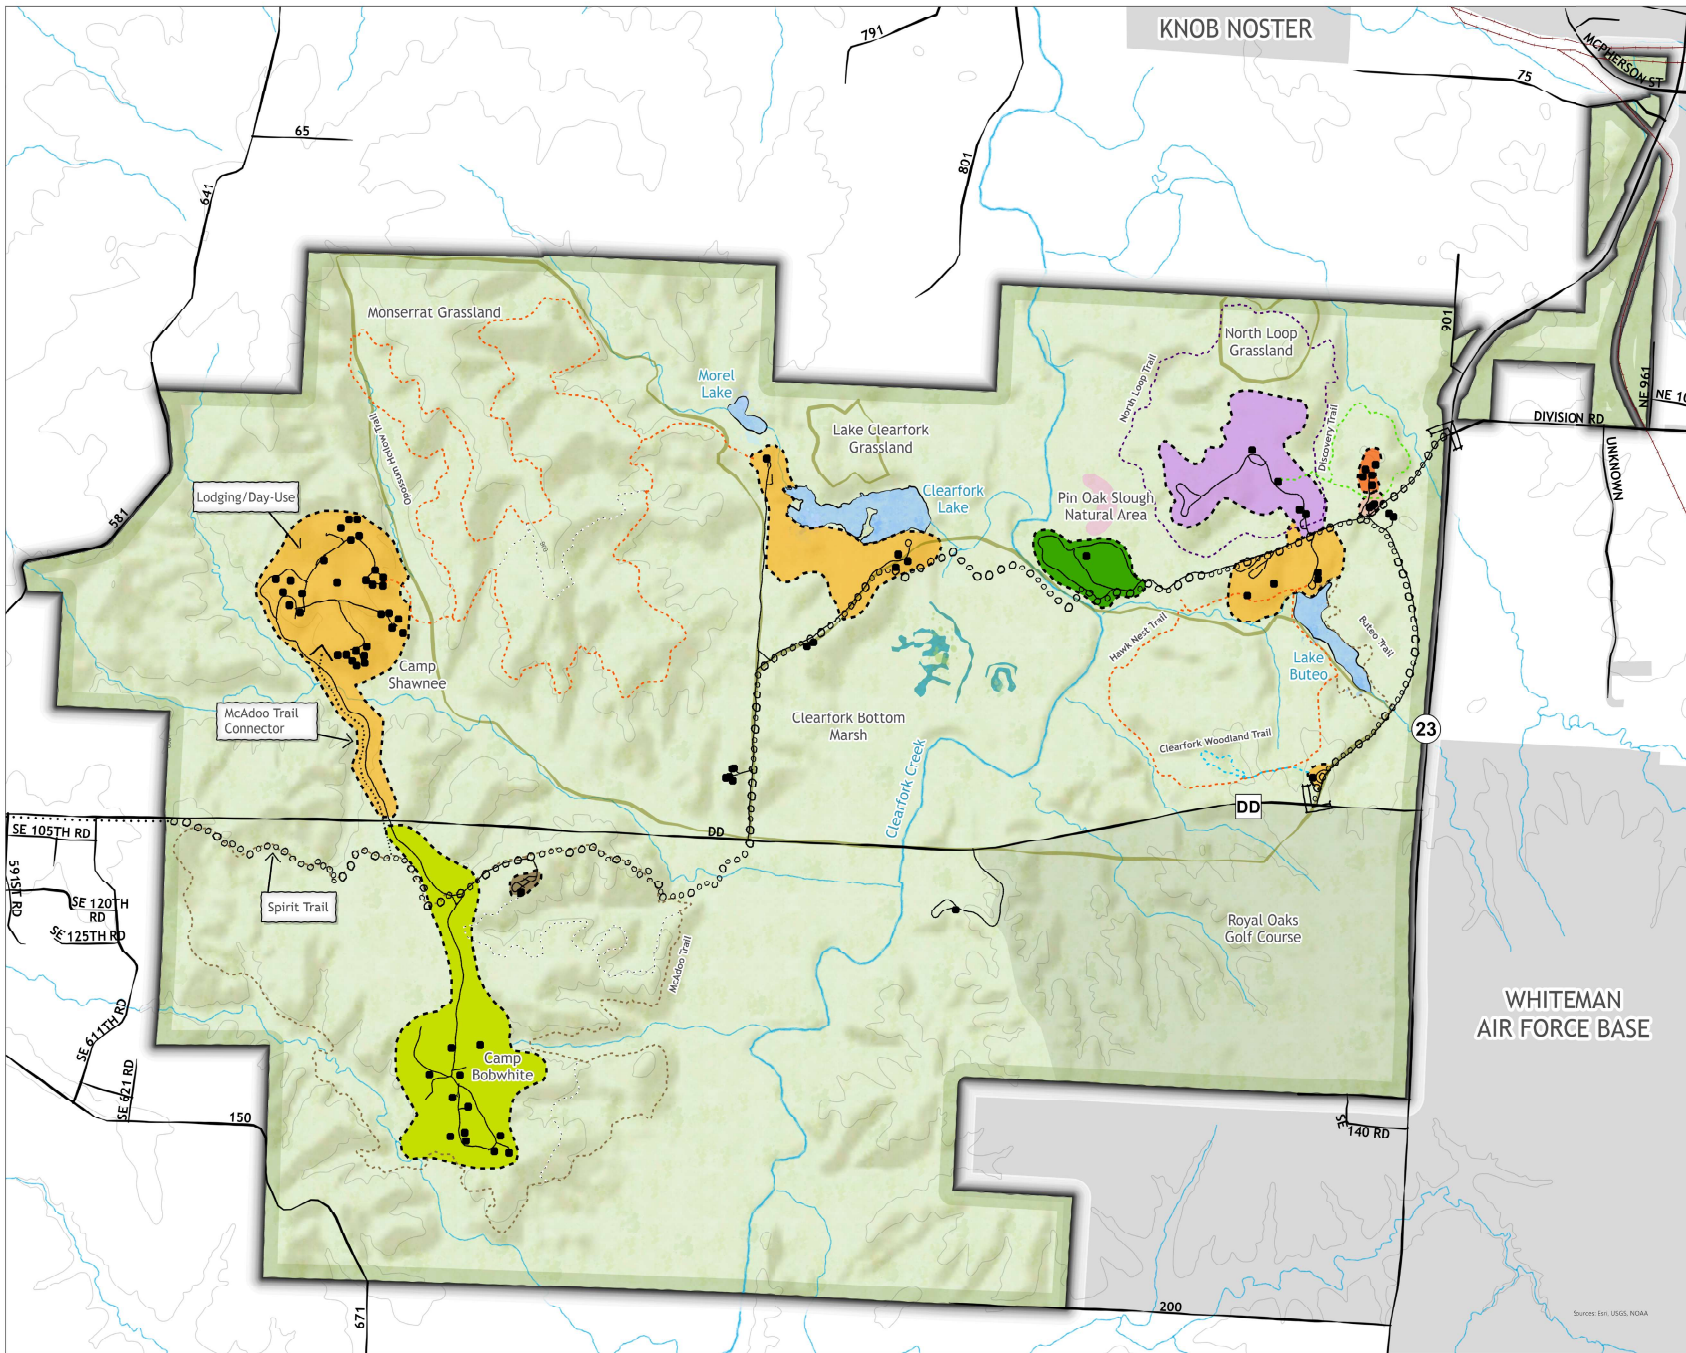 KNOB NOSTER
791
MCPHERSON ST
75
65
801
641
901
Monserrat Grassland
North Loop
Grassland
North Loop Trail
Morel
Lake
NE 961
NE 10
DIVISION RD
Lake Clearfork
Grassland
Opossum Hollow Trail
Discovery Trail
UNKNOWN
Lodging/Day-Use
Clearfork
Lake
Pin Oak Slough
Natural Area
581
Hawk Nest Trail
Buteo Trail
Camp
Shawnee
Lake
Buteo
McAdoo Trail
Connector
Clearfork Bottom
Marsh
23
Clearfork Woodland Trail
Clearfork Creek
DD
DD
SE 105TH RD
591ST RD
SE 120TH
RD
Spirit Trail
SE 125TH RD
Royal Oaks
Golf Course
McAdoo Trail
WHITEMAN
AIR FORCE BASE
SE 611TH RD
Camp
Bobwhite
SE 621 RD
150
SE 140 RD
671
200
Sources: Esri, USGS, NOAA